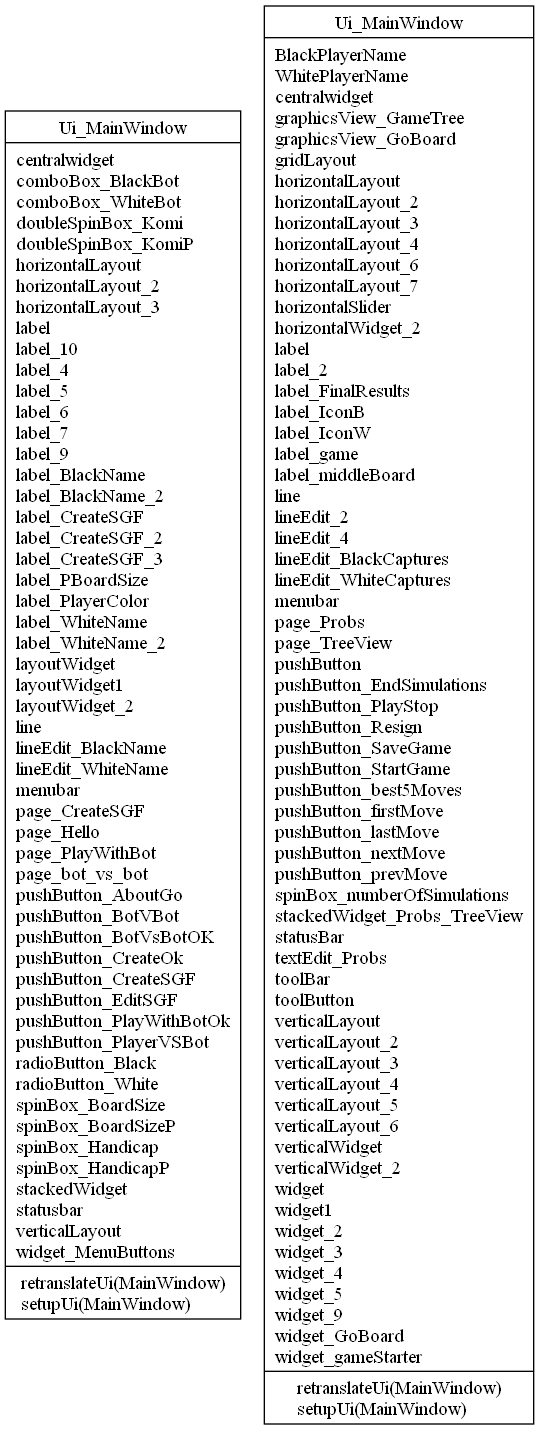 Ui_MainWindow
centralwidget
comboBox_BlackBot
comboBox_WhiteBot
doubleSpinBox_Komi
doubleSpinBox_KomiP
horizontalLayout
horizontalLayout_2
horizontalLayout_3
label
label_10
label_4
label_5
label_6
label_7
label_9
label_BlackName
label_BlackName_2
label_CreateSGF
label_CreateSGF_2
label_CreateSGF_3
label_PBoardSize
label_PlayerColor
label_WhiteName
label_WhiteName_2
layoutWidget
layoutWidget1
layoutWidget_2
line
lineEdit_BlackName
lineEdit_WhiteName
menubar
page_CreateSGF
page_Hello
page_PlayWithBot
page_bot_vs_bot
pushButton_AboutGo
pushButton_BotVBot
pushButton_BotVsBotOK
pushButton_CreateOk
pushButton_CreateSGF
pushButton_EditSGF
pushButton_PlayWithBotOk
pushButton_PlayerVSBot
radioButton_Black
radioButton_White
spinBox_BoardSize
spinBox_BoardSizeP
spinBox_Handicap
spinBox_HandicapP
stackedWidget
statusbar
verticalLayout
widget_MenuButtons
retranslateUi(MainWindow)
setupUi(MainWindow)
Ui_MainWindow
BlackPlayerName
WhitePlayerName
centralwidget
graphicsView_GameTree
graphicsView_GoBoard
gridLayout
horizontalLayout
horizontalLayout_2
horizontalLayout_3
horizontalLayout_4
horizontalLayout_6
horizontalLayout_7
horizontalSlider
horizontalWidget_2
label
label_2
label_FinalResults
label_IconB
label_IconW
label_game
label_middleBoard
line
lineEdit_2
lineEdit_4
lineEdit_BlackCaptures
lineEdit_WhiteCaptures
menubar
page_Probs
page_TreeView
pushButton
pushButton_EndSimulations
pushButton_PlayStop
pushButton_Resign
pushButton_SaveGame
pushButton_StartGame
pushButton_best5Moves
pushButton_firstMove
pushButton_lastMove
pushButton_nextMove
pushButton_prevMove
spinBox_numberOfSimulations
stackedWidget_Probs_TreeView
statusBar
textEdit_Probs
toolBar
toolButton
verticalLayout
verticalLayout_2
verticalLayout_3
verticalLayout_4
verticalLayout_5
verticalLayout_6
verticalWidget
verticalWidget_2
widget
widget1
widget_2
widget_3
widget_4
widget_5
widget_9
widget_GoBoard
widget_gameStarter
retranslateUi(MainWindow)
setupUi(MainWindow)